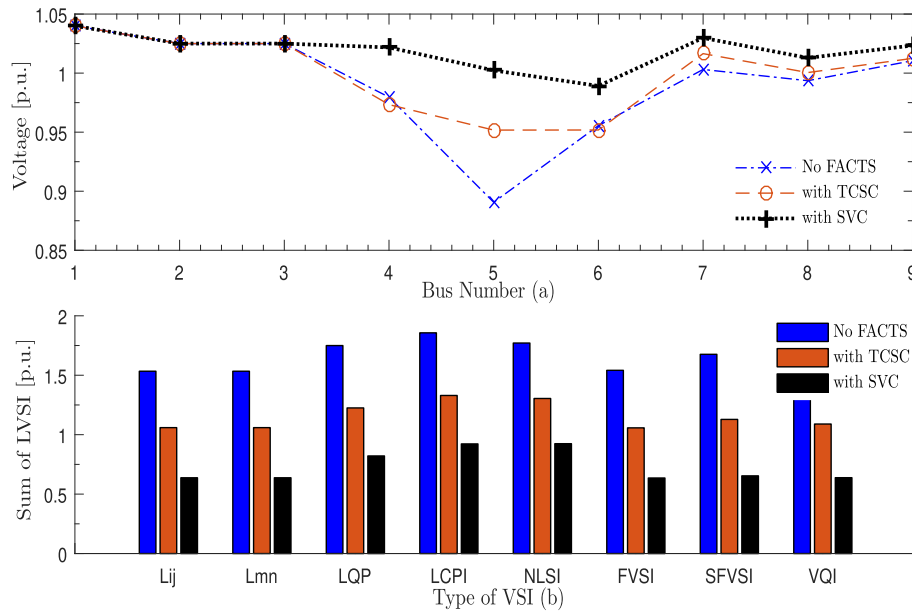 1.05
1
0.95
0.9
0.85
Voltage [p.u.]
No FACTS
with TCSC
with SVC
1 2 3 4 5 6 7 8 9
Bus Number (a)
2
1.5
1
0.5
0
Sum of LVSI [p.u.]
No FACTS
with TCSC
with SVC
Lij Lmn LQP LCPI NLSI FVSI SFVSI VQI
Type of VSI (b)